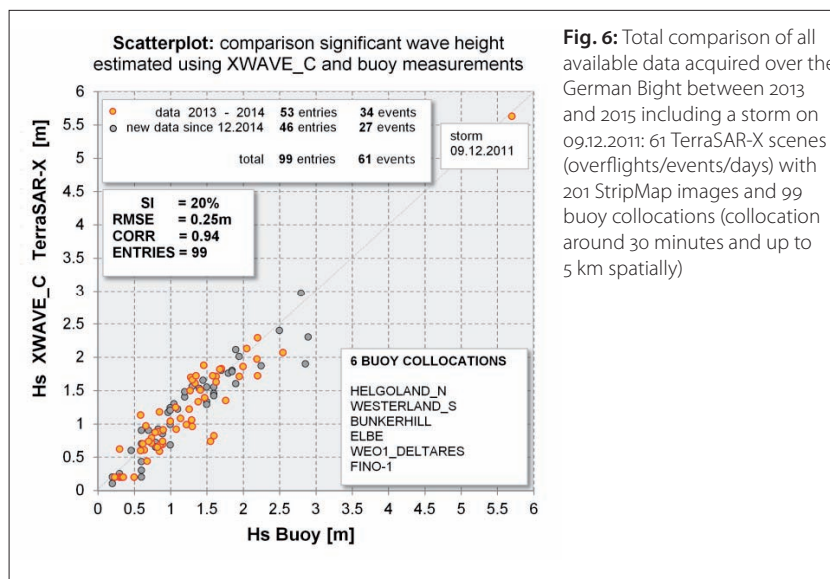 Scatterplot: comparison significant wave height
estimated using XWAVE_C and buoy measurements
Hs XWAVE_C TerraSAR-X [m]
6
5.5
5
4.5
4
3.5
3
2.5
2
1.5
1
0.5
0
data 2013 - 2014 53 entries 34 events
new data since 12.2014 46 entries 27 events
total 99 entries 61 events
storm
09.12.2011
SI = 20%
RMSE = 0.25m
CORR = 0.94
ENTRIES = 99
6 BUOY COLLOCATIONS
HELGOLAND_N
WESTERLAND_S
BUNKERHILL
ELBE
WEO1_DELTARES
FINO-1
0 0.5 1 1.5 2 2.5 3 3.5 4 4.5 5 5.5 6
Hs Buoy [m]
Fig. 6: Total comparison of all
available data acquired over the
German Bight between 2013
and 2015 including a storm on
09.12.2011: 61 TerraSAR-X scenes
(overflights/events/days) with
201 StripMap images and 99
buoy collocations (collocation
around 30 minutes and up to
5 km spatially)